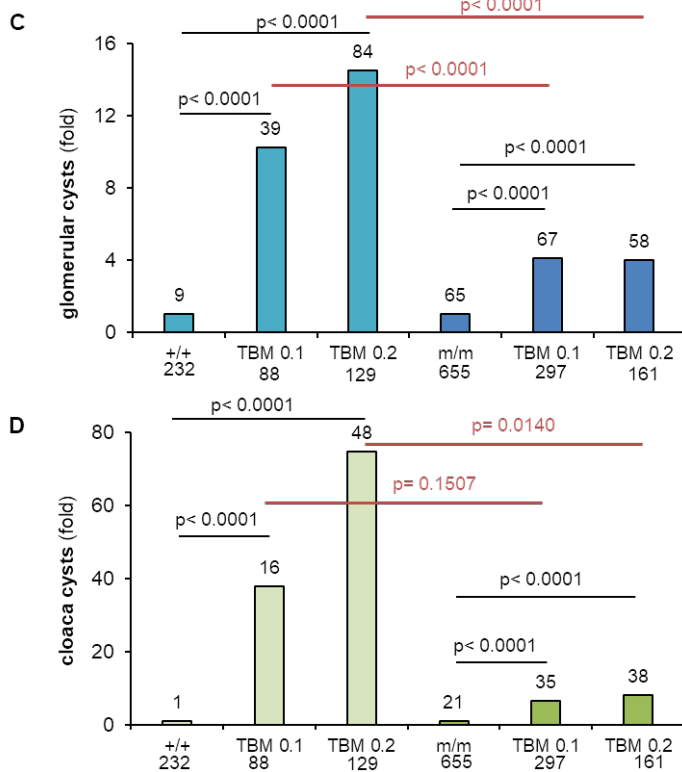 C
p< 0.0001
p< 0.0001
84
p< 0.0001
p< 0.0001
39
p< 0.0001
p< 0.0001
67
58
9
65
glomerular cysts (fold)
16
12
8
4
0
+/+ TBM 0.1 TBM 0.2 m/m TBM 0.1 TBM 0.2
232 88 129 655 297 161
D
p< 0.0001
48
p= 0.0140
p= 0.1507
p< 0.0001
16
p< 0.0001
p< 0.0001
1
21
35
38
cloaca cysts (fold)
80
60
40
20
0
+/+ TBM 0.1 TBM 0.2 m/m TBM 0.1 TBM 0.2
232 88 129 655 297 161